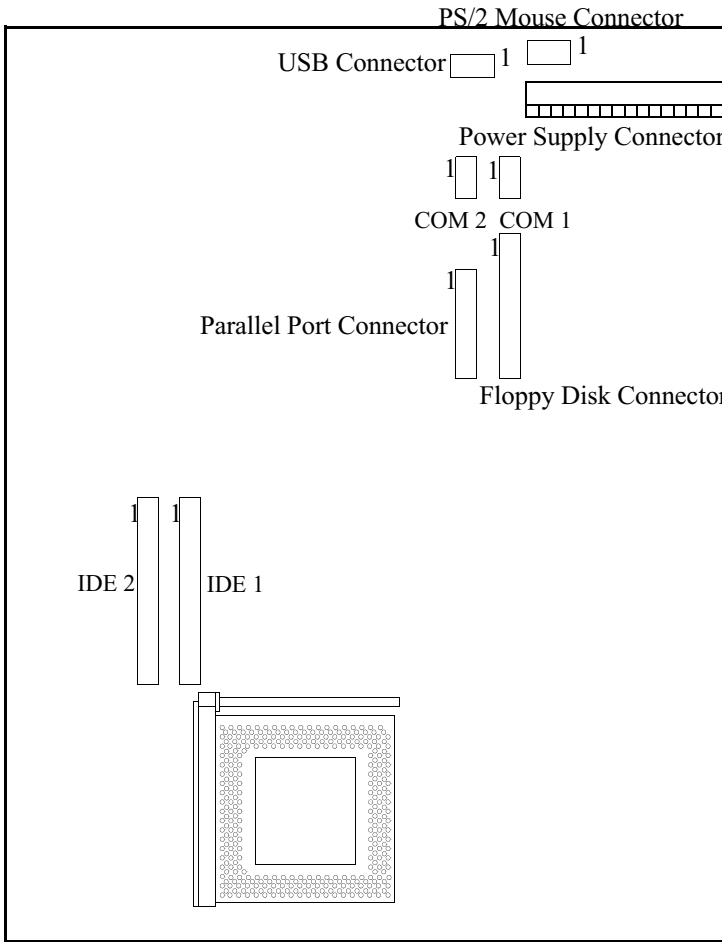 PS/2 Mouse Connector
1
USB Connector
1
Power Supply Connector
1
1
COM 2
COM 1
1
1
Parallel Port Connector
Floppy Disk Connector
1
1
IDE 2
IDE 1